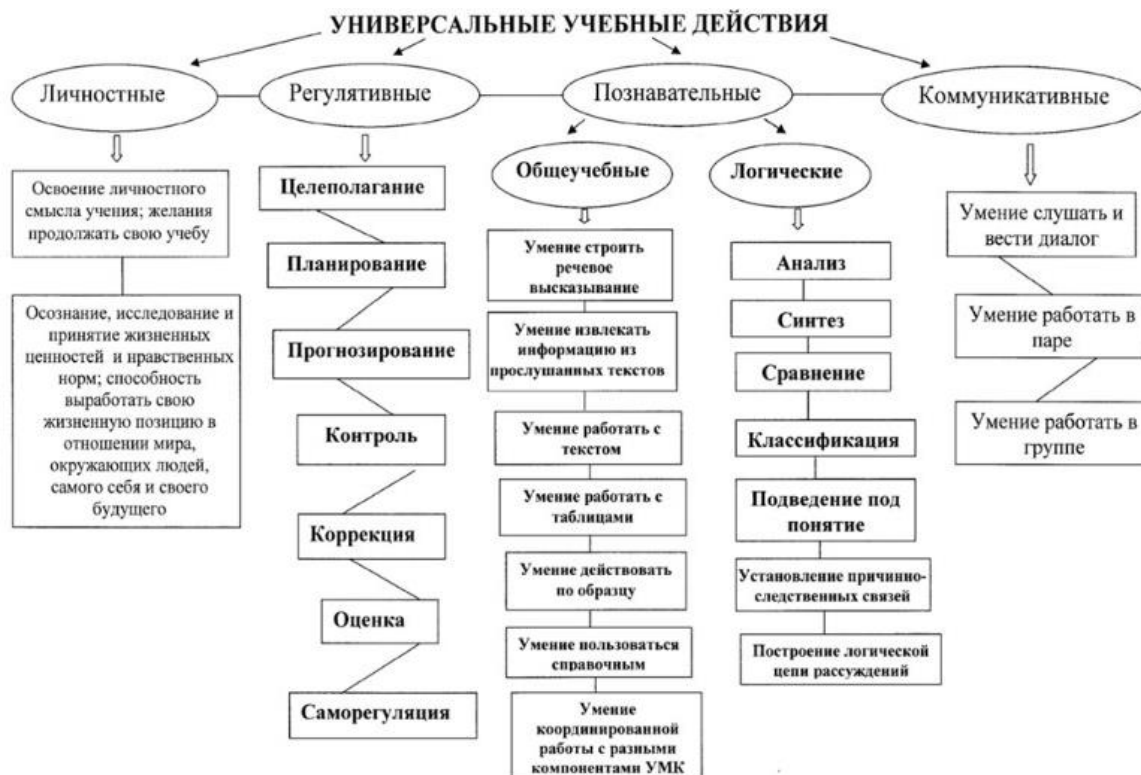 УНИВЕРСАЛЬНЫЕ УЧЕБНЫЕ ДЕЙСТВИЯ
Личностные
Регулятивные
Познавательные
Коммуникативные
Освоение личностного
смысла учения; желания
продолжать свою учебу
Осознание, исследование и
принятие жизненных
ценностей и нравственных
норм; способность
выработать свою
жизненную позицию в
отношении мира,
окружающих людей,
самого себя и своего
будущего
Целеполагание
Планирование
Прогнозирование
Контроль
Коррекция
Оценка
Саморегуляция
Общеучебные
Умение строить
речевое
высказывание
Умение извлекать
информацию из
прослушанных текстов
Умение работать с
текстом
Умение работать с
таблицами
Умение действовать
по образцу
Умение пользоваться
справочным
Умение
координированной
работы с разными
компонентами УМК
Логические
Анализ
Синтез
Сравнение
Классификация
Подведение под
понятие
Установление причинно-
следственных связей
Построение логической
цепи рассуждений
Умение слушать и
вести диалог
Умение работать в
паре
Умение работать в
группе